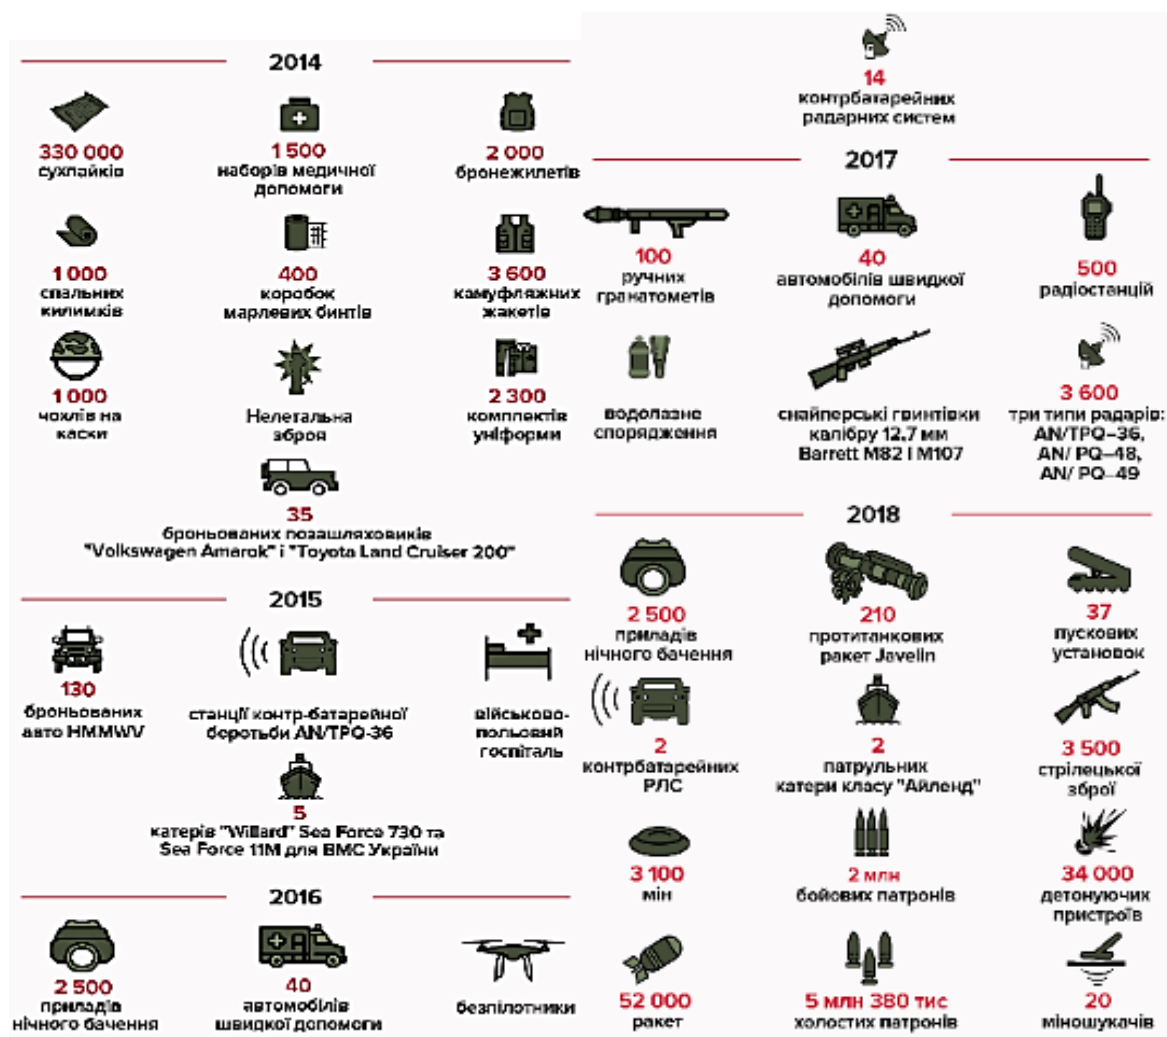 2014
330 000
сухпайків
1 500
наборів медичної
допомоги
2 000
бронежилетів
1 000
спальних
килимків
400
коробок
марлевих бинтів
3 600
камуфляжних
жакетів
1 000
чохлів на
каски
Нелетальна
зброя
2 300
комплектів
уніформи
35
броньованих позашляховиків
"Volkswagen Amarok" і "Toyota Land Cruiser 200"
2015
130
броньованих
авто HMMWV
станції контр-батарейної
боротьби AN/TPQ-36
військово-
польовий
госпіталь
5
катерів "Willard" Sea Force 730 та
Sea Force 11M для ВМС України
2016
2 500
приладів
нічного бачення
40
автомобілів
швидкої допомоги
безпілотники
14
контрбатарейних
радарних систем
2017
100
ручних
гранатометів
40
автомобілів швидкої
допомоги
500
радіостанцій
водолазне
спорядження
снайперські гвинтівки
калібру 12,7 мм
Barrett M82 і M107
3 600
три типи радарів:
AN/TPQ–36,
AN/ PQ–48,
AN/ PQ–49
2018
2 500
приладів
нічного бачення
210
протитанкових
ракет Javelin
37
пускових
установок
2
контрбатарейних
РЛС
2
патрульних
катери класу "Айленд"
3 500
стрілецької
зброї
3 100
мін
2 млн
бойових патронів
34 000
детонуючих
пристроїв
52 000
ракет
5 млн 380 тис
холостих патронів
20
міношукачів